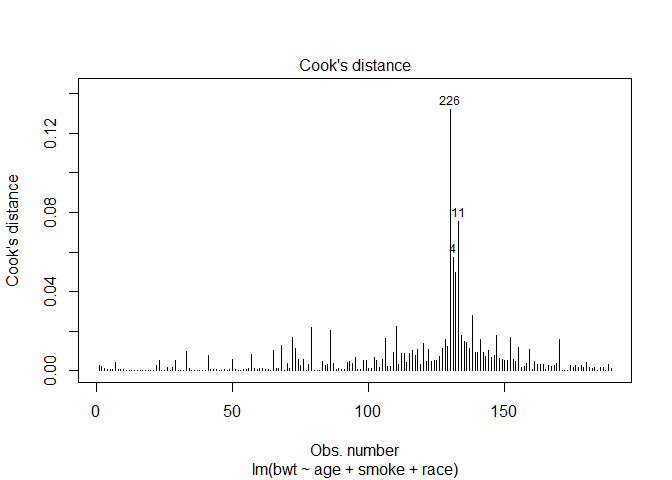 Cook's distance
226
11
4
0.12
0.08
0.04
0.00
Cook's distance
0
50
100
150
Obs. number
lm(bwt ~ age + smoke + race)